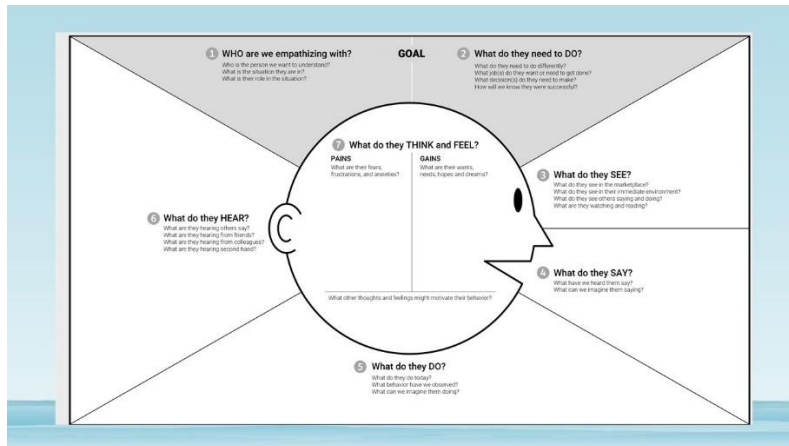 GOAL
1 WHO are we empathizing with?
Who is the person we want to understand?
What is the situation they are in?
What is their role in the situation?
2 What do they need to DO?
What do they need to do differently?
What job(s) do they want or need to get done?
What decision(s) do they need to make?
How will we know they were successful?
3 What do they SEE?
What do they see in the marketplace?
What do they see in their immediate environment?
What do they see others saying and doing?
What are they watching and reading?
4 What do they SAY?
What have we heard them say?
What can we imagine them saying?
5 What do they DO?
What do they do today?
What behavior have we observed?
What can we imagine them doing?
6 What do they HEAR?
What are they hearing others say?
What are they hearing from friends?
What are they hearing from colleagues?
What are they hearing second hand?
7 What do they THINK and FEEL?
PAINS
What are their fears,
frustrations, and anxieties?
GAINS
What are their wants,
needs, hopes and dreams?
What other thoughts and feelings might motivate their behavior?